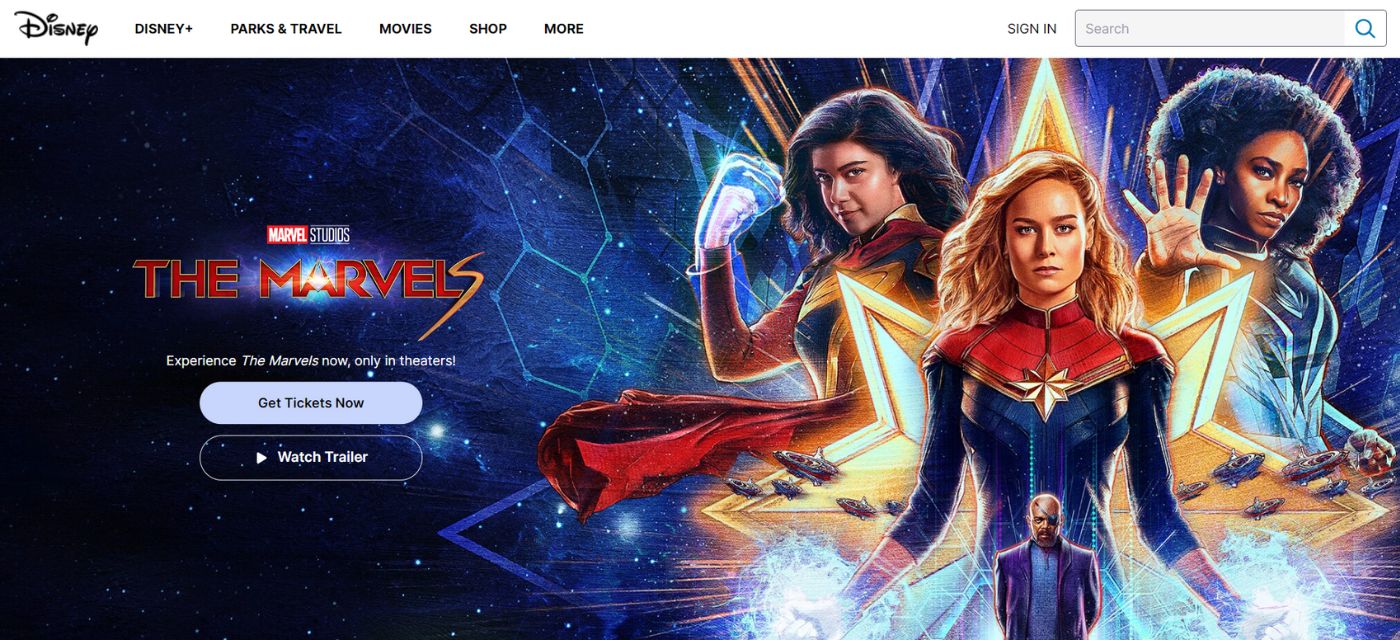 Disney
DISNEY+
PARKS & TRAVEL
MOVIES
SHOP
MORE
SIGN IN
Search
MARVEL STUDIOS
THE MARVELS
Experience The Marvels now, only in theaters!
Get Tickets Now
Watch Trailer